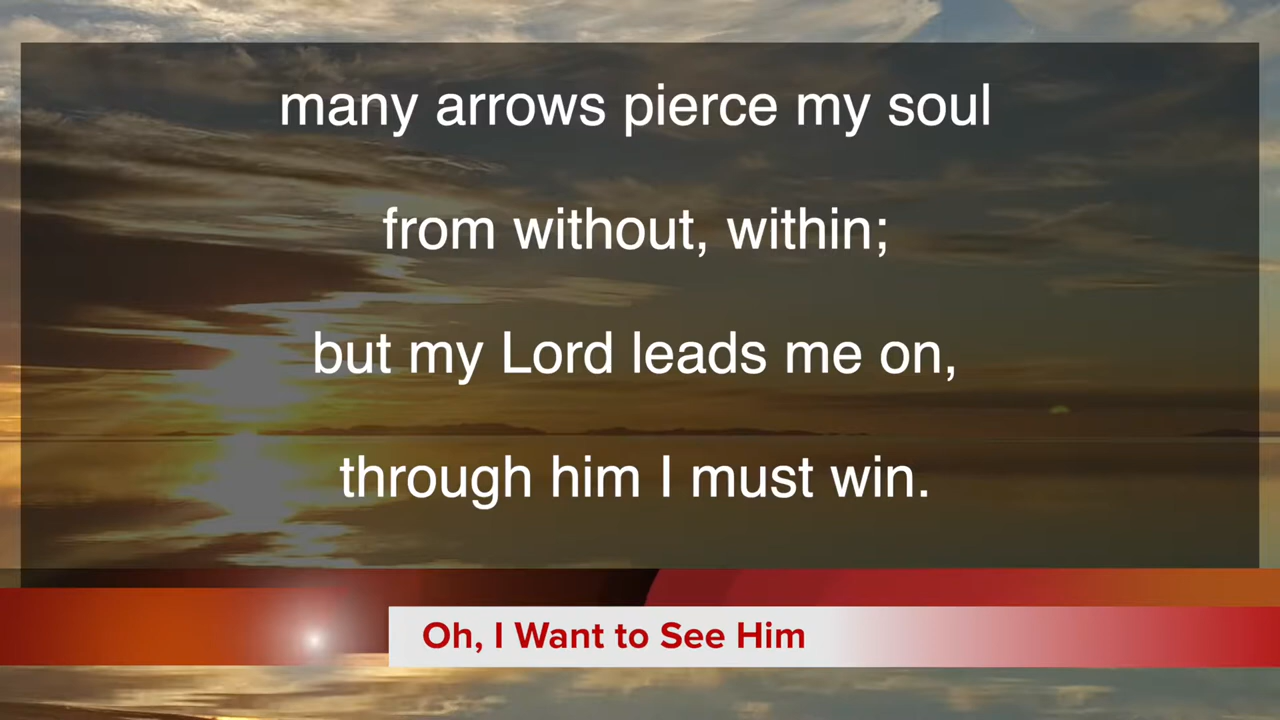 many arrows pierce my soul
from without, within;
but my Lord leads me on,
through him I must win.
Oh, I Want to See Him